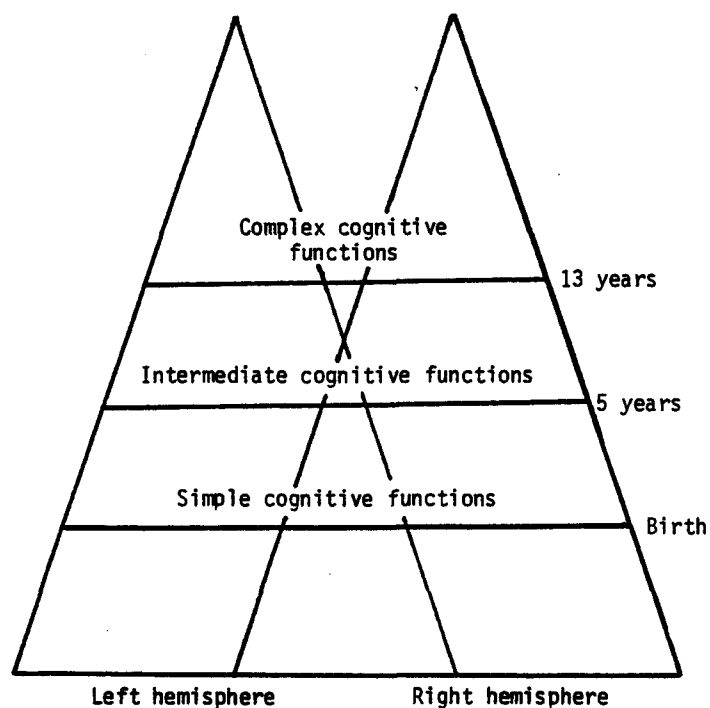 Complex cognitive
functions
13 years
Intermediate cognitive functions
5 years
Simple cognitive functions
Birth
Left hemisphere
Right hemisphere